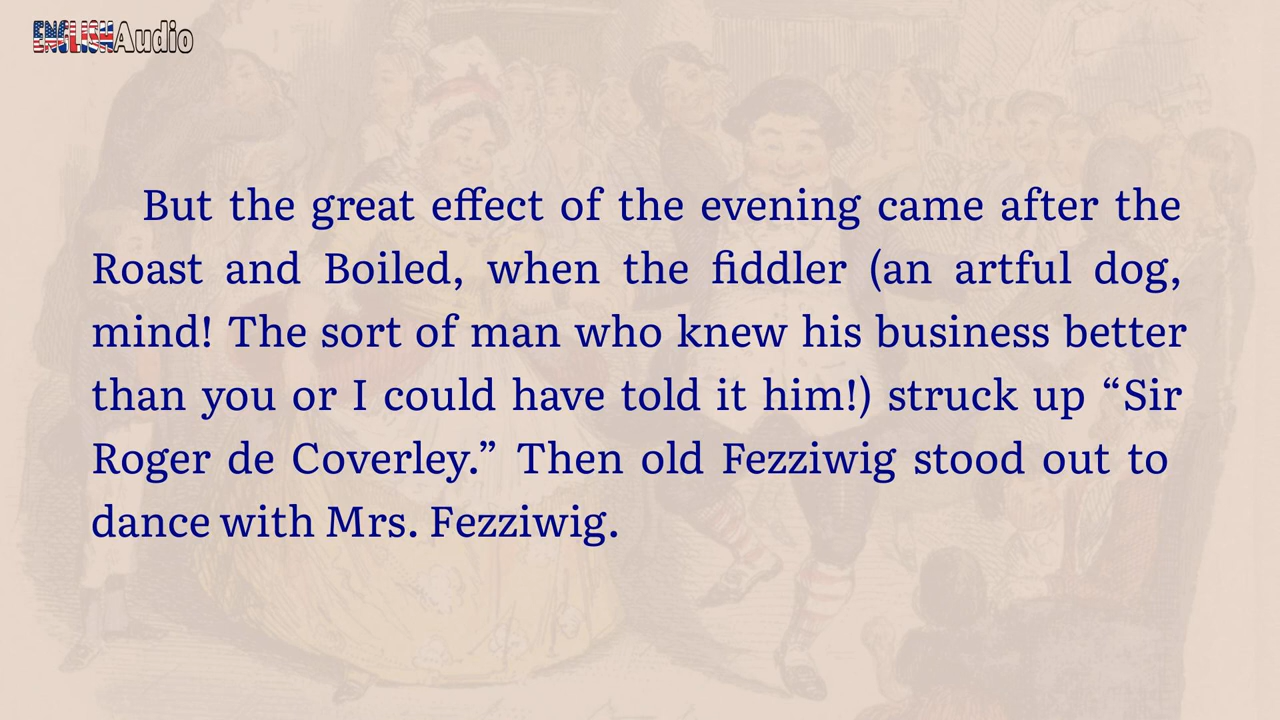 ENGLISHAudio
But the great effect of the evening came after the
Roast and Boiled, when the fiddler (an artful dog,
mind! The sort of man who knew his business better
than you or I could have told it him!) struck up “Sir
Roger de Coverley.” Then old Fezziwig stood out to
dance with Mrs. Fezziwig.